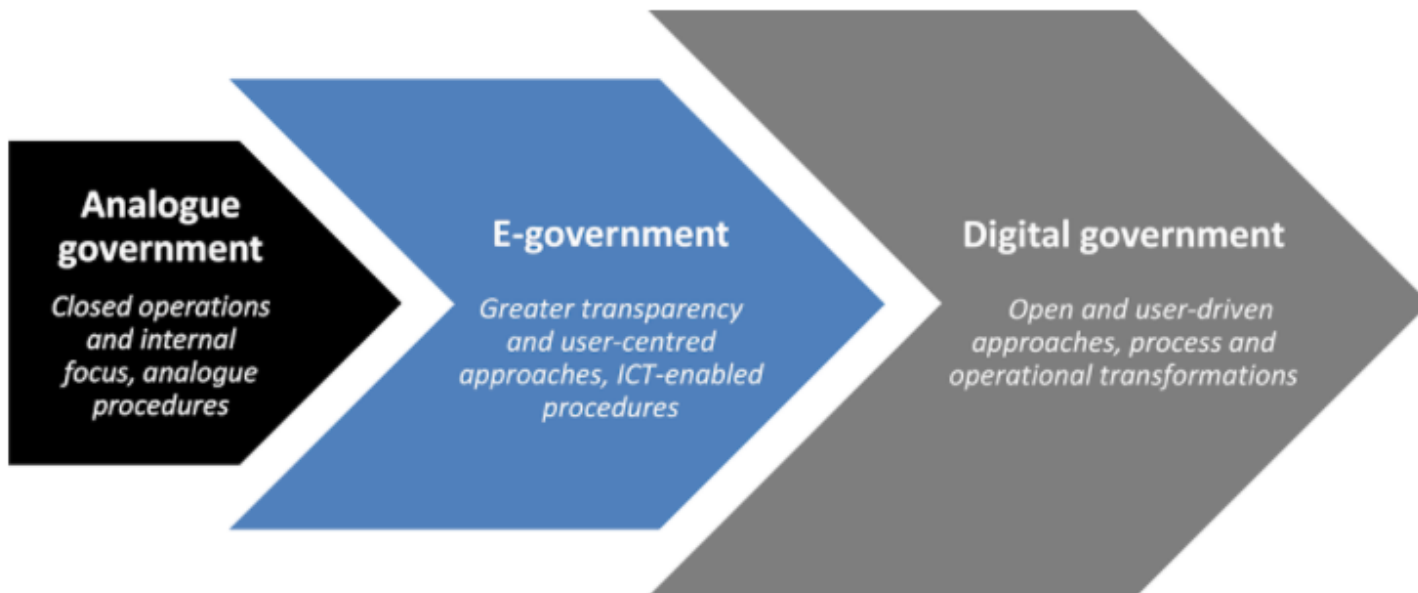 Analogue
government
Closed operations
and internal
focus, analogue
procedures
E-government
Greater transparency
and user-centred
approaches, ICT-enabled
procedures
Digital government
Open and user-driven
approaches, process and
operational transformations